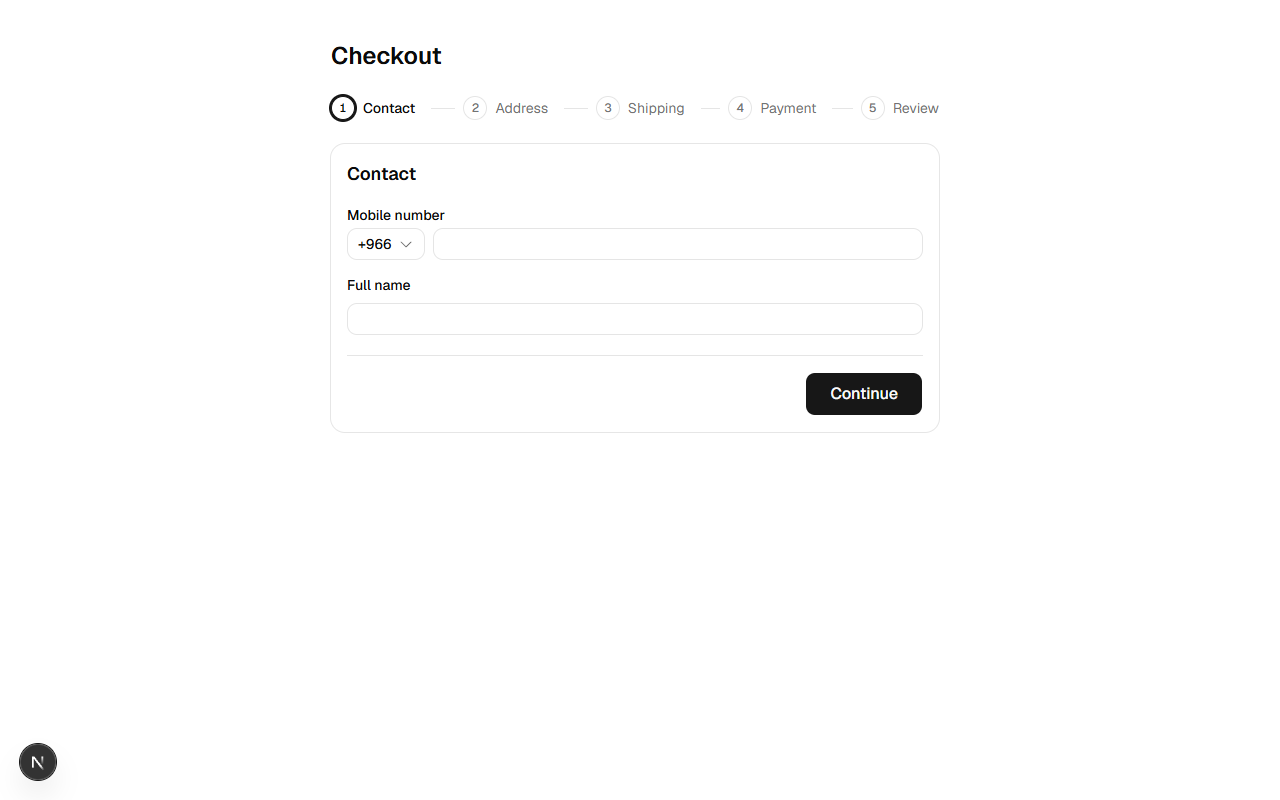 Checkout
1 Contact 2 Address 3 Shipping 4 Payment 5 Review
Contact
Mobile number
+966
Full name
Continue
N